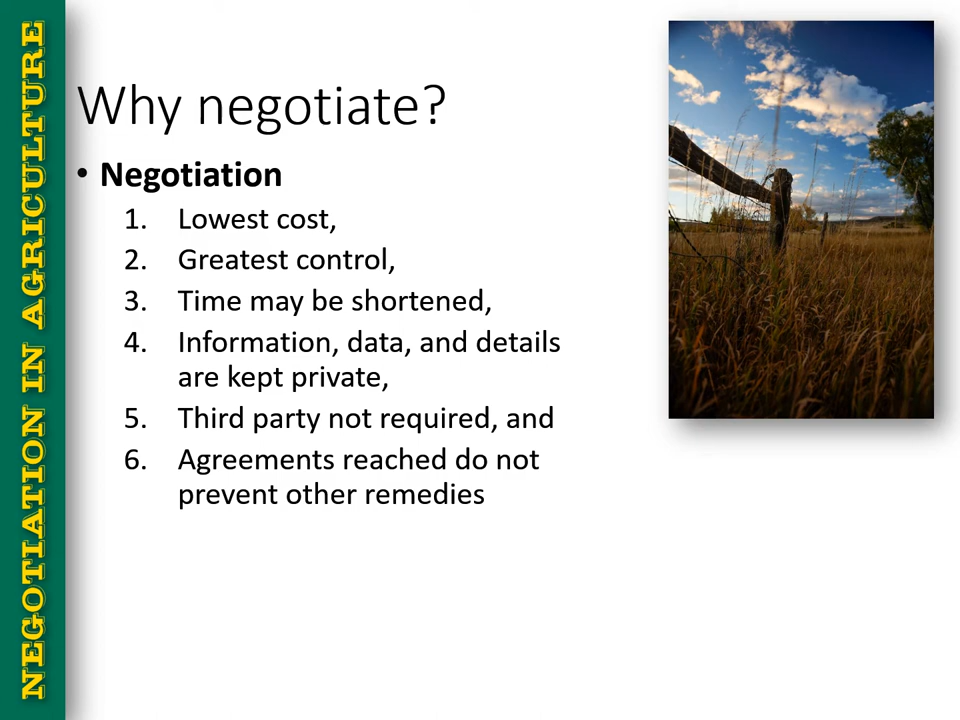 NEGOTIATION IN AGRICULTURE
Why negotiate?
• Negotiation
1. Lowest cost,
2. Greatest control,
3. Time may be shortened,
4. Information, data, and details
are kept private,
5. Third party not required, and
6. Agreements reached do not
prevent other remedies